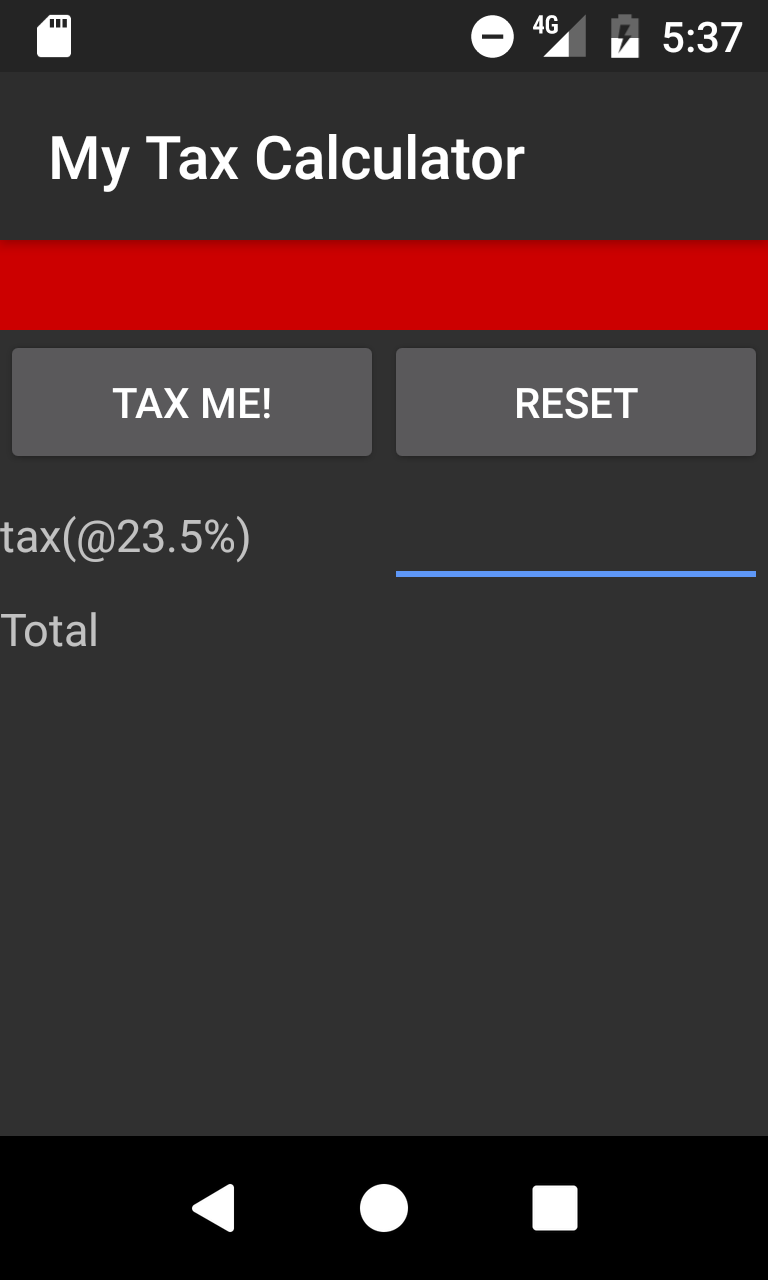 4G 5:37
My Tax Calculator
TAX ME! RESET
tax(@23.5%)
Total